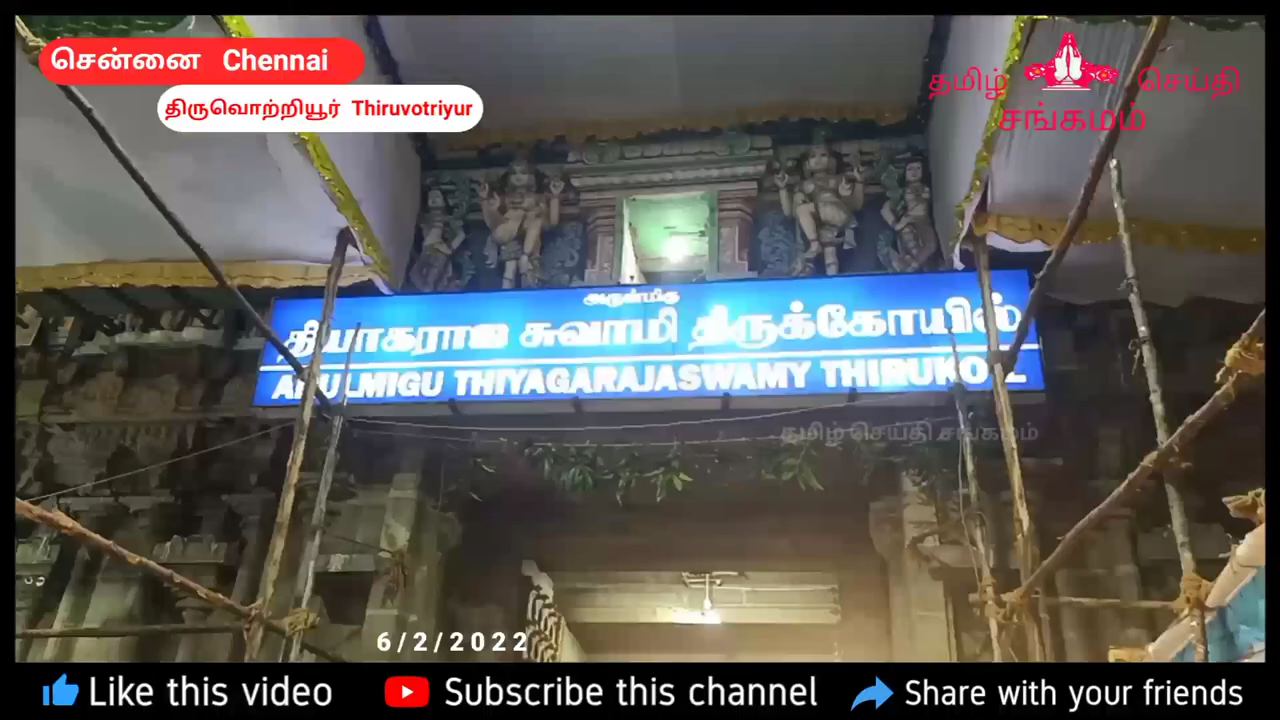 சென்னை Chennai
திருவொற்றியூர் Thiruvotriyur
தமிழ் செய்தி
சங்கமம்
அருள்மிகு
தியாகராஜ சுவாமி திருக்கோயில்
ARULMIGU THIYAGARAJASWAMY THIRUKOIL
தமிழ் செய்தி சங்கமம்
6/2/2022
Like this video Subscribe this channel Share with your friends